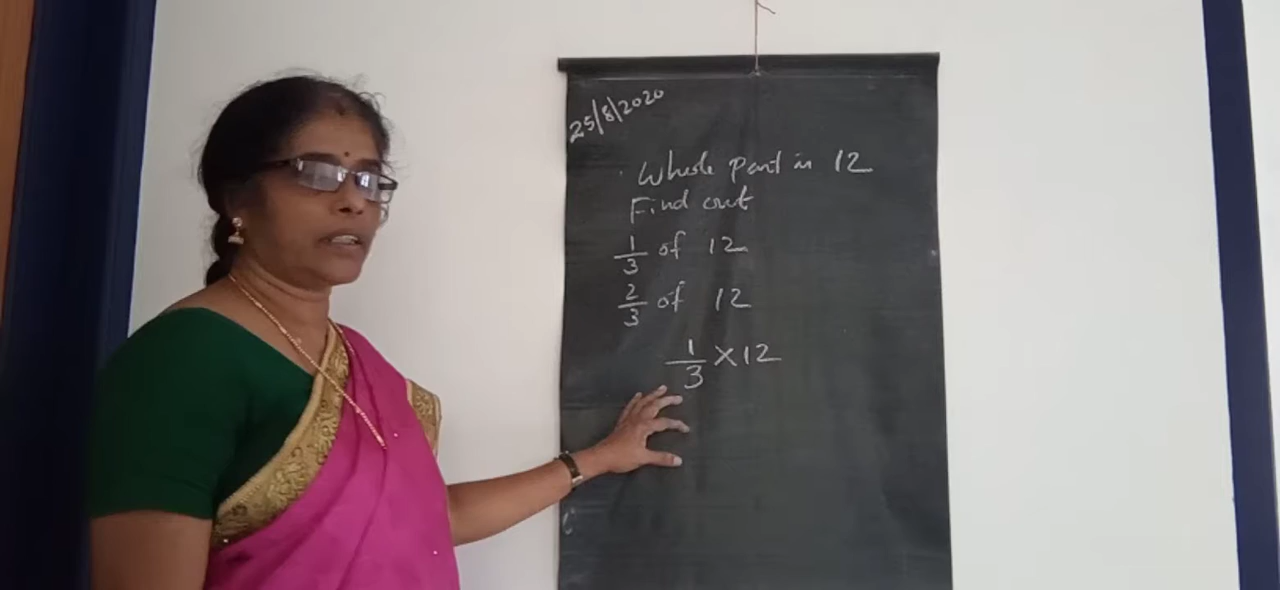 25/8/2020
Whole part in 12
Find out
1/3 of 12
2/3 of 12
1/3 × 12